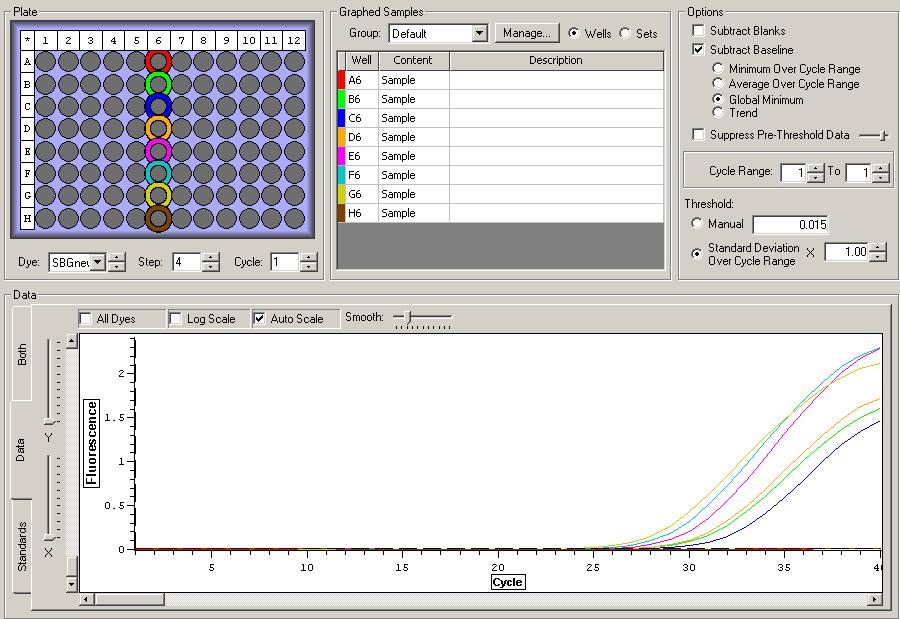 Plate
* 1 2 3 4 5 6 7 8 9 10 11 12
A
B
C
D
E
F
G
H
Dye: SBGnew Step: 4 Cycle: 1
Graphed Samples
Group: Default Manage... Wells Sets
Well Content Description
A6 Sample
B6 Sample
C6 Sample
D6 Sample
E6 Sample
F6 Sample
G6 Sample
H6 Sample
Options
Subtract Blanks
Subtract Baseline
Minimum Over Cycle Range
Average Over Cycle Range
Global Minimum
Trend
Suppress Pre-Threshold Data
Cycle Range: 1 To 1
Threshold:
Manual 0.015
Standard Deviation
Over Cycle Range X 1.00
Data
Both
Data
Standards
Y
X
All Dyes Log Scale Auto Scale Smooth:
Fluorescence
2
1.5
1
0.5
0
5 10 15 20 25 30 35 40
Cycle